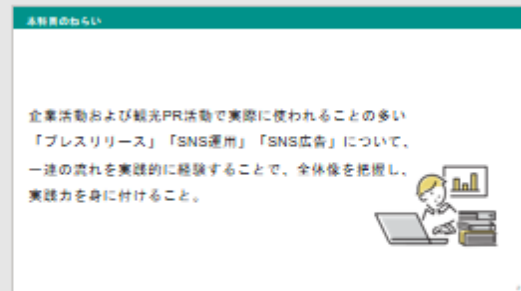 本科目のねらい
企業活動および観光PR活動で実際に使われることの多い
「プレスリリース」「SNS運用」「SNS広告」について、
一連の流れを実践的に経験することで、全体像を把握し、
実践力を身に付けること。